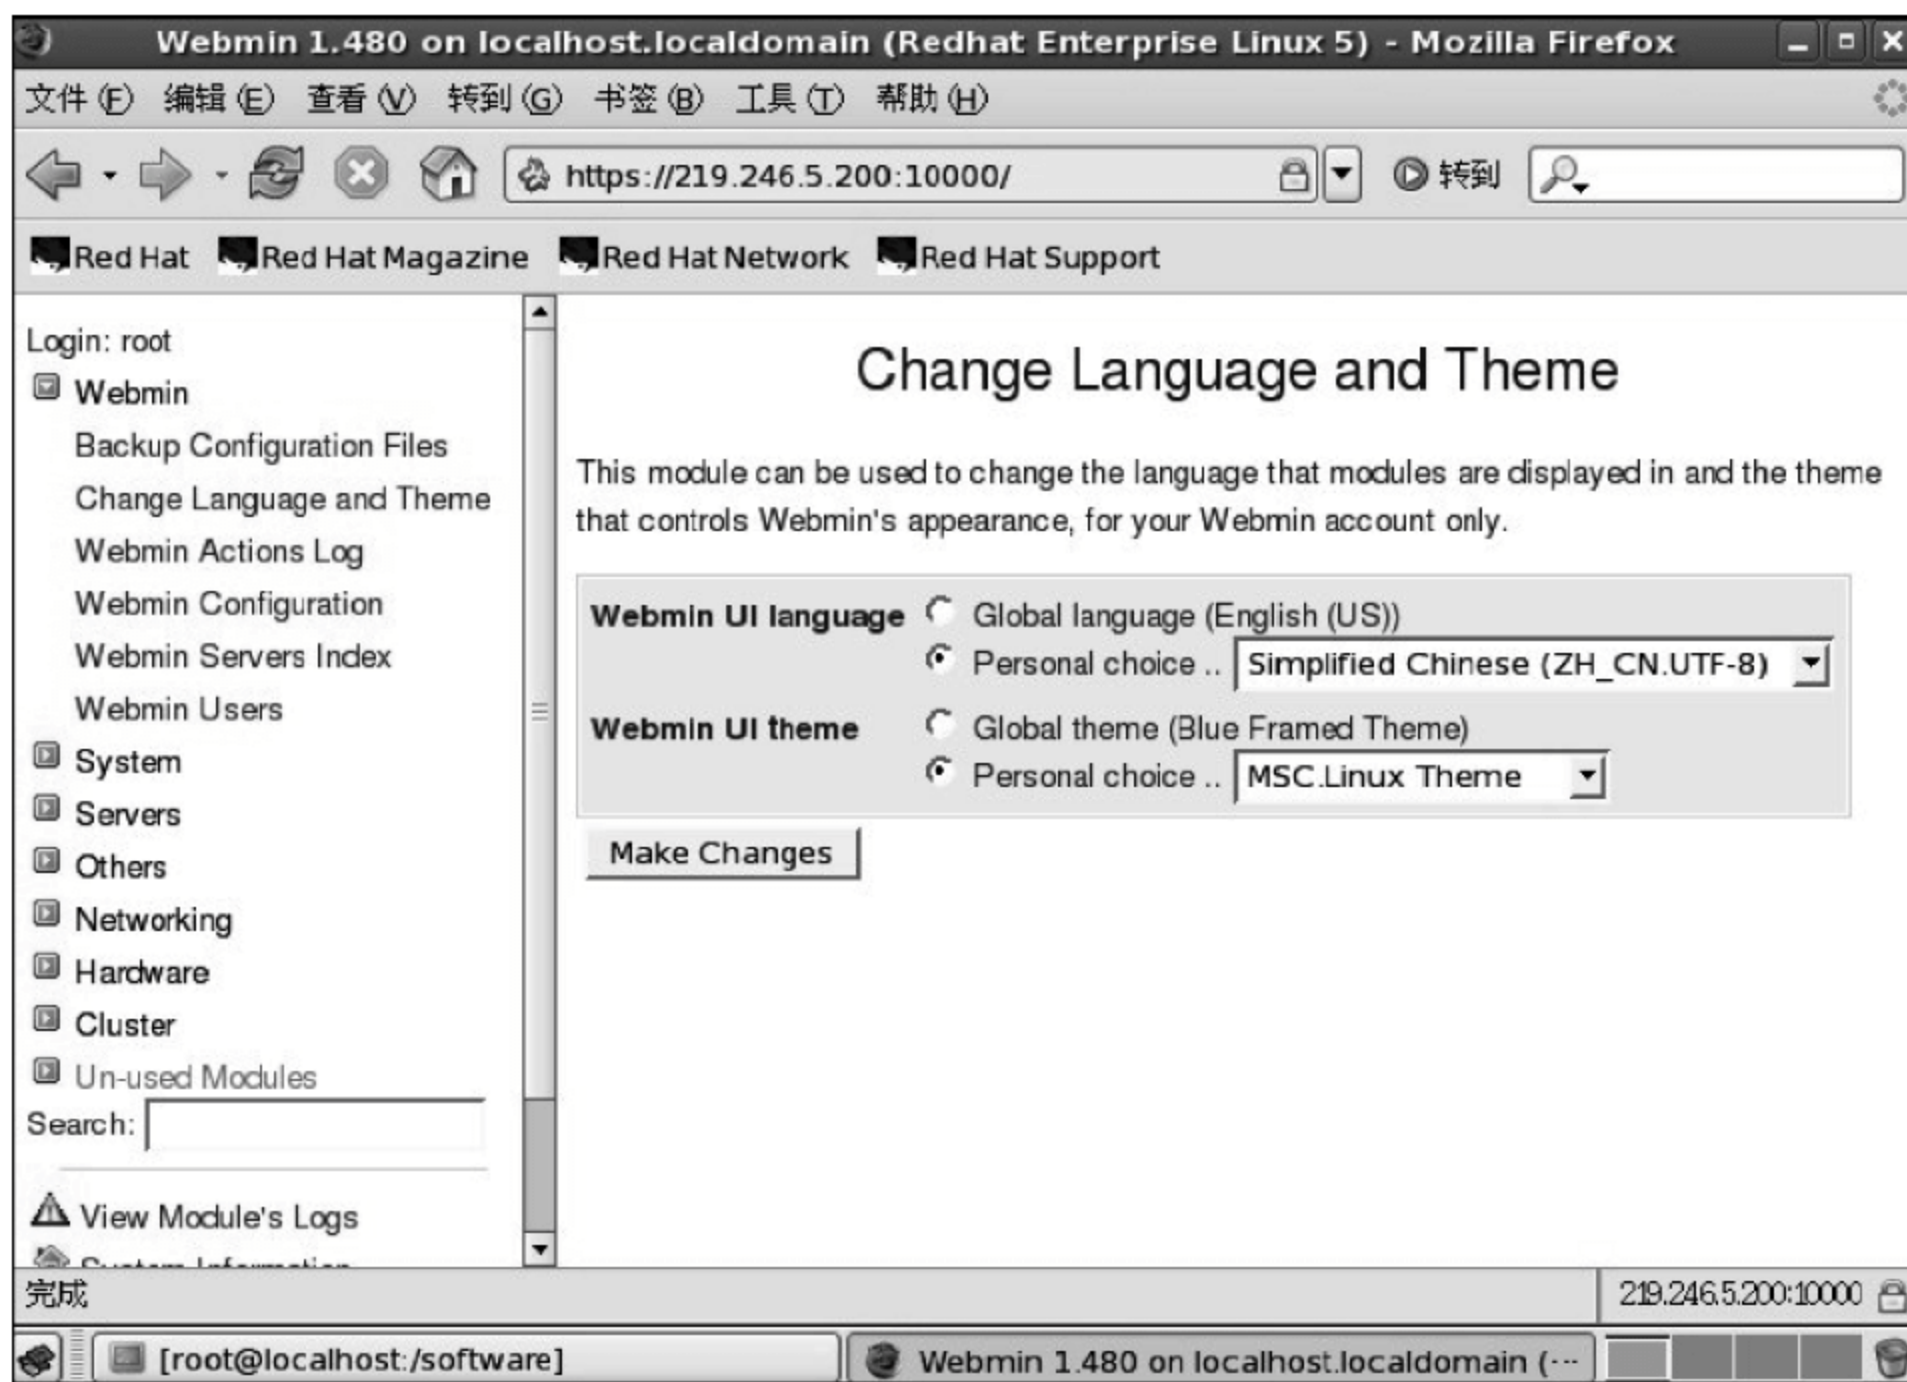 Webmin 1.480 on localhost.localdomain (Redhat Enterprise Linux 5) - Mozilla Firefox
文件(F) 编辑(E) 查看(V) 转到(G) 书签(B) 工具(T) 帮助(H)
https://219.246.5.200:10000/ 转到
Red Hat Red Hat Magazine Red Hat Network Red Hat Support
Login: root
Webmin
Backup Configuration Files
Change Language and Theme
Webmin Actions Log
Webmin Configuration
Webmin Servers Index
Webmin Users
System
Servers
Others
Networking
Hardware
Cluster
Un-used Modules
Search:
View Module's Logs
System Information
Change Language and Theme
This module can be used to change the language that modules are displayed in and the theme
that controls Webmin's appearance, for your Webmin account only.
Webmin UI language Global language (English (US))
Personal choice .. Simplified Chinese (ZH_CN.UTF-8)
Webmin UI theme Global theme (Blue Framed Theme)
Personal choice .. MSC.Linux Theme
Make Changes
完成 219.246.5.200:10000
[root@localhost:/software] Webmin 1.480 on localhost.localdomain (···